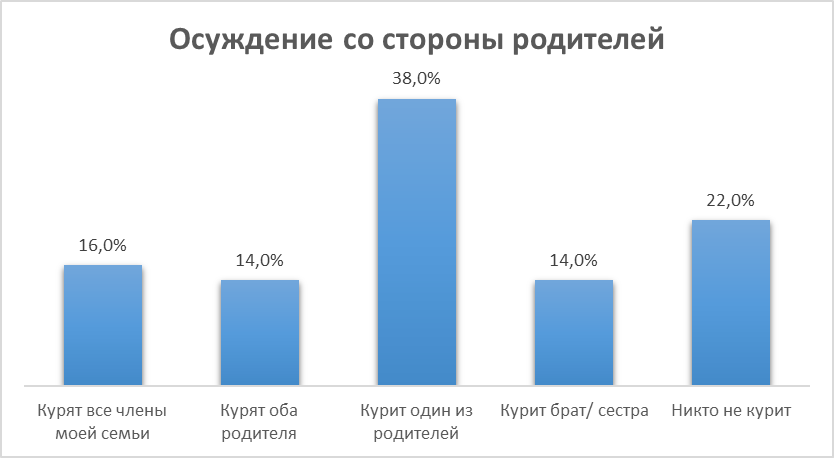 Осуждение со стороны родителей
38,0%
22,0%
16,0%
14,0%
14,0%
Курят все члены
моей семьи
Курят оба
родителя
Курит один из
родителей
Курит брат/ сестра
Никто не курит